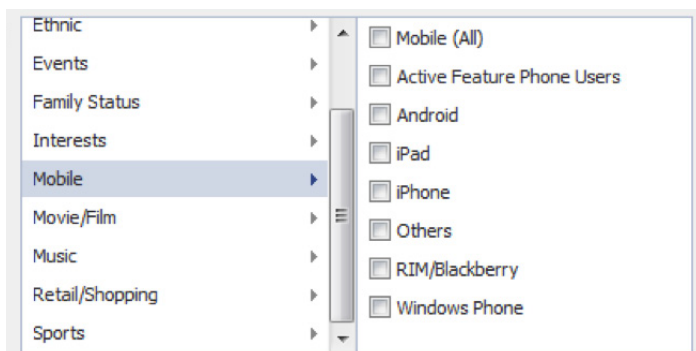 Ethnic
Events
Family Status
Interests
Mobile
Movie/Film
Music
Retail/Shopping
Sports
Mobile (All)
Active Feature Phone Users
Android
iPad
iPhone
Others
RIM/Blackberry
Windows Phone